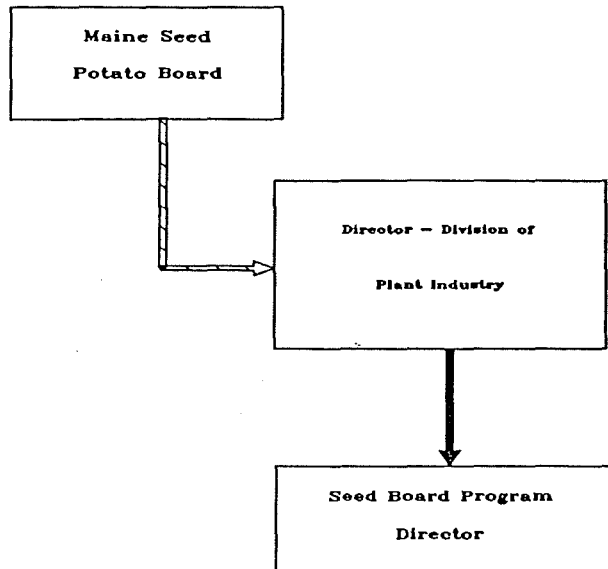 Maine Seed
Potato Board
Director - Division of
Plant Industry
Seed Board Program
Director